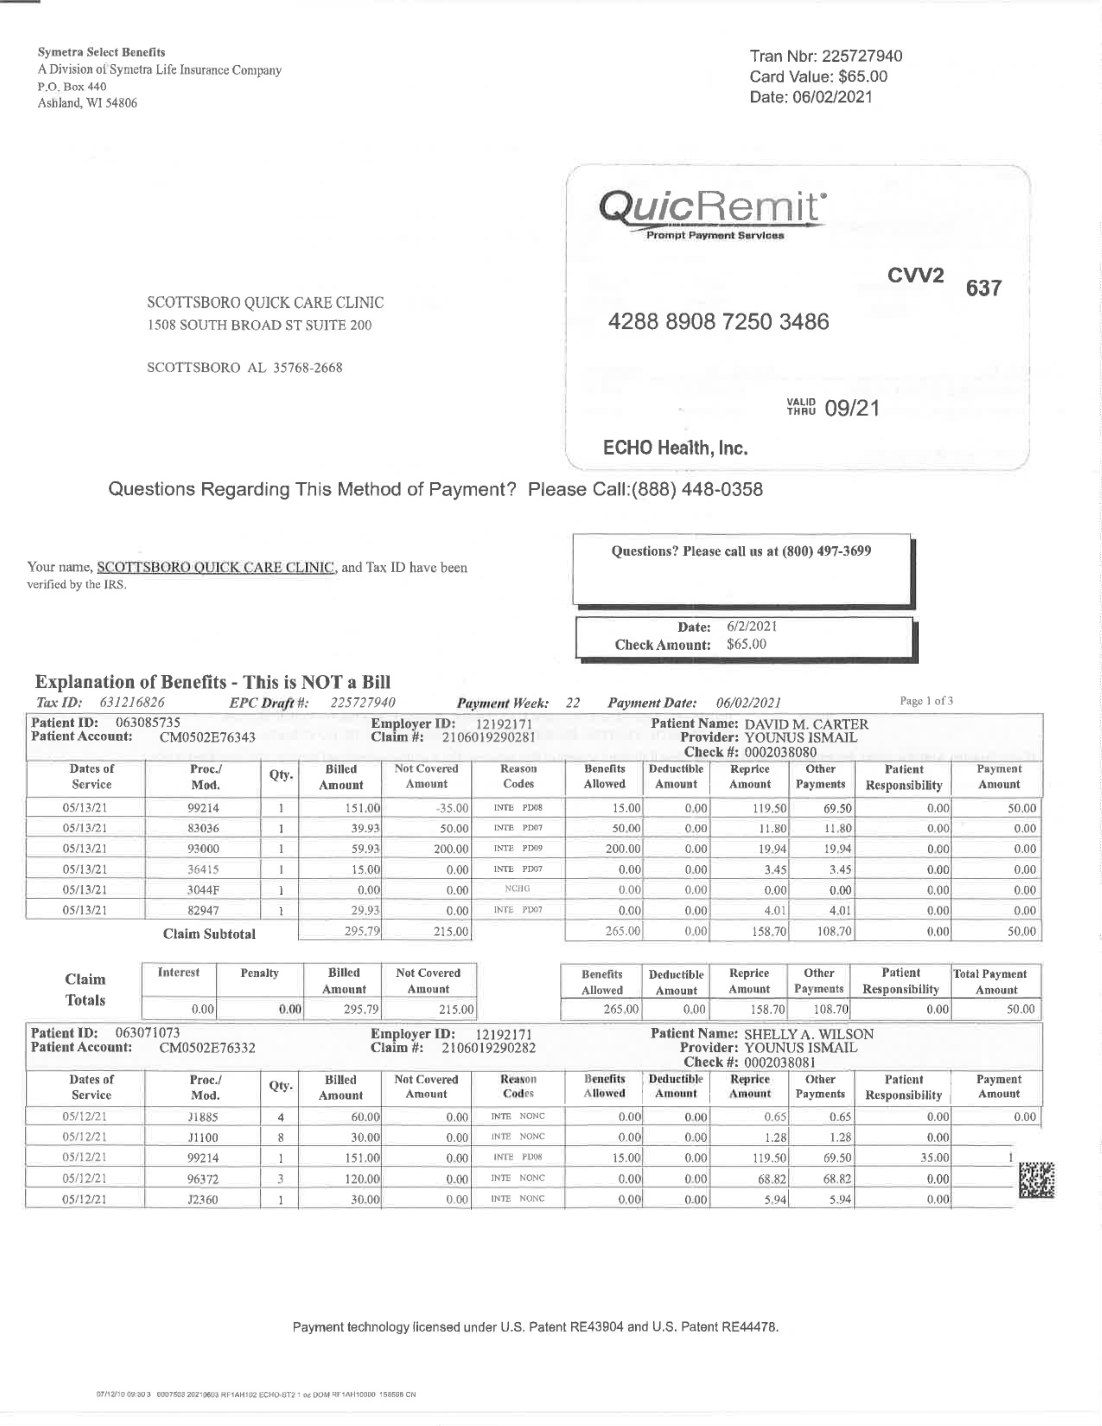 Symetra Select Benefits
A Division of Symetra Life Insurance Company
P.O. Box 440
Ashland, WI 54806
Tran Nbr: 225727940
Card Value: $65.00
Date: 06/02/2021
QuicRemit
Prompt Payment Services
CVV2 637
4288 8908 7250 3486
VALID THRU 09/21
ECHO Health, Inc.
SCOTTSBORO QUICK CARE CLINIC
1508 SOUTH BROAD ST SUITE 200
SCOTTSBORO AL 35768-2668
Questions Regarding This Method of Payment? Please Call:(888) 448-0358
Your name, SCOTTSBORO QUICK CARE CLINIC, and Tax ID have been
verified by the IRS.
Questions? Please call us at (800) 497-3699
Date: 6/2/2021
Check Amount: $65.00
Explanation of Benefits - This is NOT a Bill
Tax ID: 631216826 EPC Draft #: 225727940 Payment Week: 22 Payment Date: 06/02/2021 Page 1 of 3
Patient ID: 063085735 Employer ID: 12192171 Patient Name: DAVID M. CARTER
Patient Account: CM0502E76343 Claim #: 2106019290281 Provider: YOUNUS ISMAIL
Check #: 0002038080
Dates of Service Proc./ Mod. Qty. Billed Amount Not Covered Amount Reason Codes Benefits Allowed Deductible Amount Reprice Amount Other Payments Patient Responsibility Payment Amount
05/13/21 99214 1 151.00 -35.00 INTE PD08 15.00 0.00 119.50 69.50 0.00 50.00
05/13/21 83036 1 39.93 50.00 INTE PD07 50.00 0.00 11.80 11.80 0.00 0.00
05/13/21 93000 1 59.93 200.00 INTE PD09 200.00 0.00 19.94 19.94 0.00 0.00
05/13/21 36415 1 15.00 0.00 INTE PD07 0.00 0.00 3.45 3.45 0.00 0.00
05/13/21 3044F 1 0.00 0.00 NCHG 0.00 0.00 0.00 0.00 0.00 0.00
05/13/21 82947 1 29.93 0.00 INTE PD07 0.00 0.00 4.01 4.01 0.00 0.00
Claim Subtotal 295.79 215.00 265.00 0.00 158.70 108.70 0.00 50.00
Claim Totals Interest Penalty Billed Amount Not Covered Amount Benefits Allowed Deductible Amount Reprice Amount Other Payments Patient Responsibility Total Payment Amount
0.00 0.00 295.79 215.00 265.00 0.00 158.70 108.70 0.00 50.00
Patient ID: 063071073 Employer ID: 12192171 Patient Name: SHELLY A. WILSON
Patient Account: CM0502E76332 Claim #: 2106019290282 Provider: YOUNUS ISMAIL
Check #: 0002038081
Dates of Service Proc./ Mod. Qty. Billed Amount Not Covered Amount Reason Codes Benefits Allowed Deductible Amount Reprice Amount Other Payments Patient Responsibility Payment Amount
05/12/21 J1885 4 60.00 0.00 INTE NONC 0.00 0.00 0.65 0.65 0.00 0.00
05/12/21 J1100 8 30.00 0.00 INTE NONC 0.00 0.00 1.28 1.28 0.00
05/12/21 99214 1 151.00 0.00 INTE PD08 15.00 0.00 119.50 69.50 35.00 1
05/12/21 96372 3 120.00 0.00 INTE NONC 0.00 0.00 68.82 68.82 0.00
05/12/21 J2360 1 30.00 0.00 INTE NONC 0.00 0.00 5.94 5.94 0.00
Payment technology licensed under U.S. Patent RE43904 and U.S. Patent RE44478.